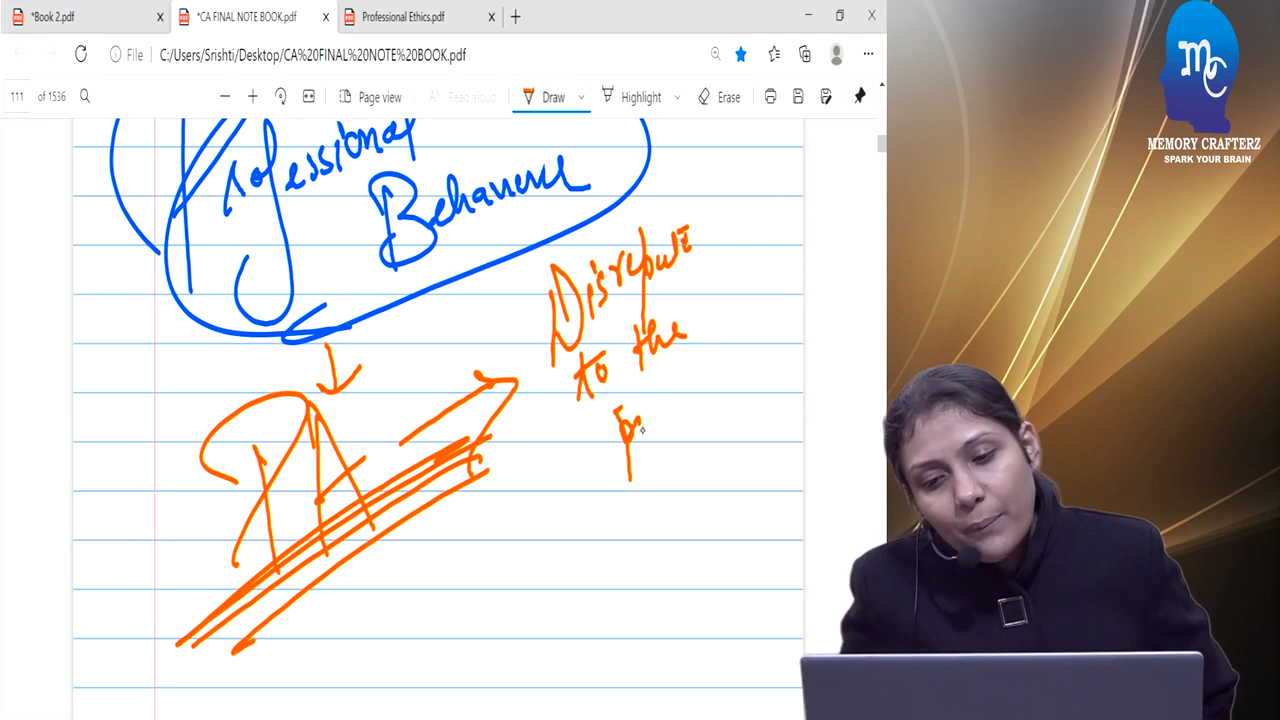 *Book 2.pdf
*CA FINAL NOTE BOOK.pdf
Professional Ethics.pdf
File C:/Users/Srishti/Desktop/CA%20FINAL%20NOTE%20BOOK.pdf
111 of 1536
Page view
Read aloud
Draw
Highlight
Erase
Professional
Behaviour
PA
Disrepute
to the
MC
MEMORY CRAFTERZ
SPARK YOUR BRAIN